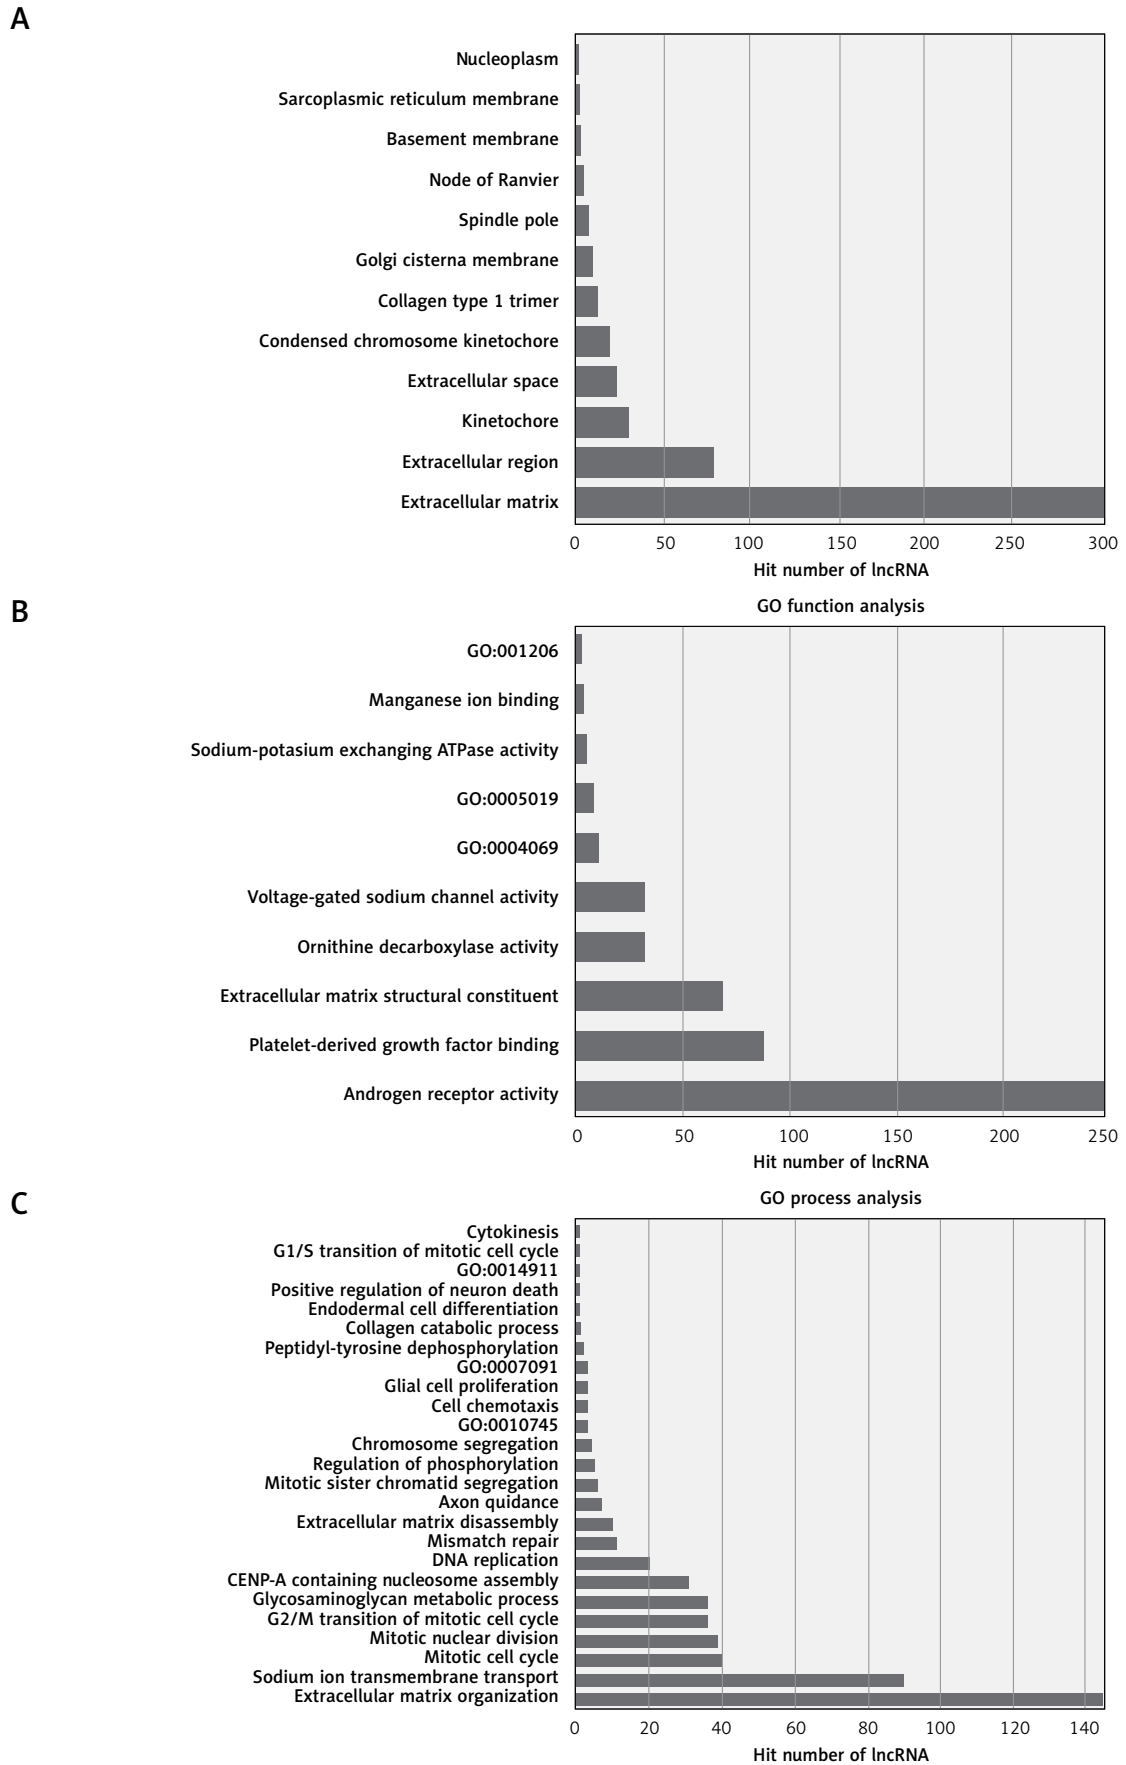 A
Nucleoplasm
Sarcoplasmic reticulum membrane
Basement membrane
Node of Ranvier
Spindle pole
Golgi cisterna membrane
Collagen type 1 trimer
Condensed chromosome kinetochore
Extracellular space
Kinetochore
Extracellular region
Extracellular matrix
0 50 100 150 200 250 300
Hit number of lncRNA
B
GO function analysis
GO:001206
Manganese ion binding
Sodium-potasium exchanging ATPase activity
GO:0005019
GO:0004069
Voltage-gated sodium channel activity
Ornithine decarboxylase activity
Extracellular matrix structural constituent
Platelet-derived growth factor binding
Androgen receptor activity
0 50 100 150 200 250
Hit number of lncRNA
C
GO process analysis
Cytokinesis
G1/S transition of mitotic cell cycle
GO:0014911
Positive regulation of neuron death
Endodermal cell differentiation
Collagen catabolic process
Peptidyl-tyrosine dephosphorylation
GO:0007091
Glial cell proliferation
Cell chemotaxis
GO:0010745
Chromosome segregation
Regulation of phosphorylation
Mitotic sister chromatid segregation
Axon quidance
Extracellular matrix disassembly
Mismatch repair
DNA replication
CENP-A containing nucleosome assembly
Glycosaminoglycan metabolic process
G2/M transition of mitotic cell cycle
Mitotic nuclear division
Mitotic cell cycle
Sodium ion transmembrane transport
Extracellular matrix organization
0 20 40 60 80 100 120 140
Hit number of lncRNA